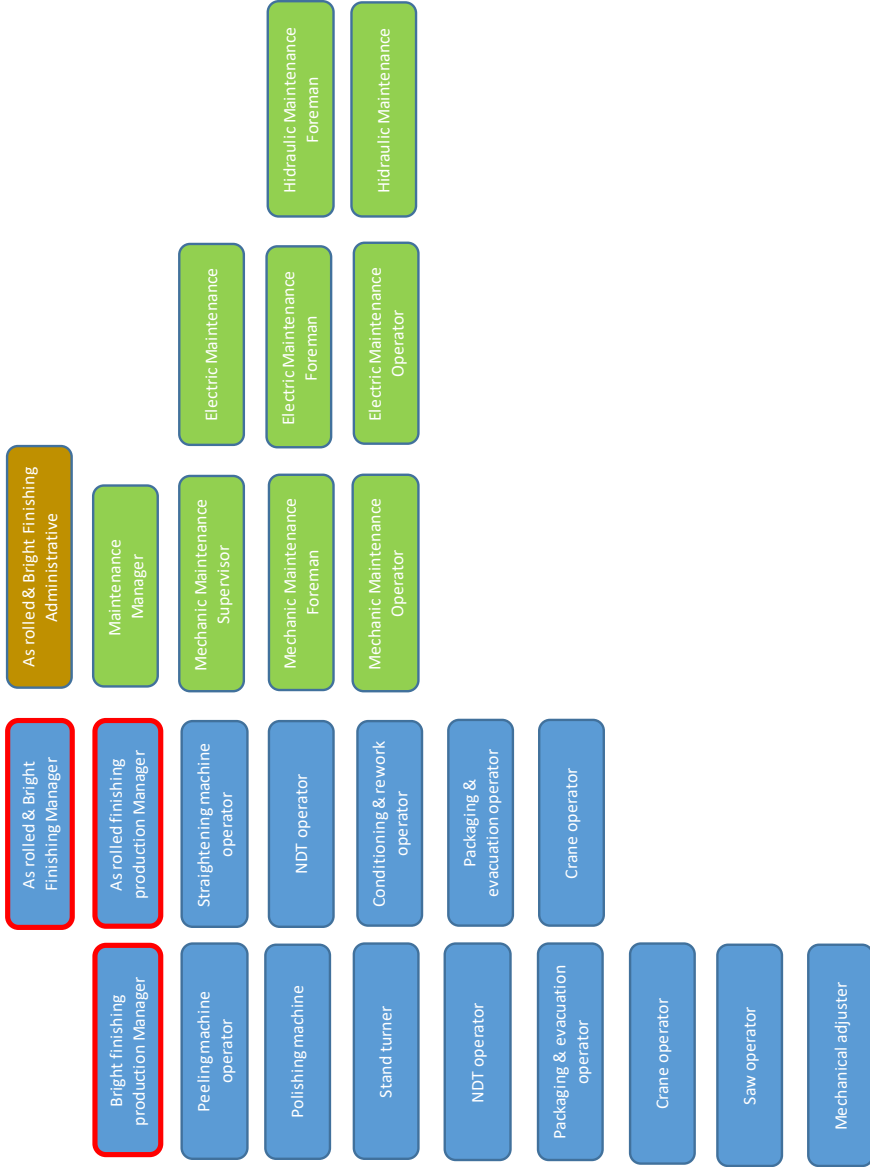 As rolled & Bright
Finishing Manager
As rolled & Bright Finishing
Administrative
Bright finishing
production Manager
As rolled finishing
production Manager
Maintenance
Manager
Peeling machine
operator
Straightening machine
operator
Mechanic Maintenance
Supervisor
Electric Maintenance
Polishing machine
NDT operator
Mechanic Maintenance
Foreman
Electric Maintenance
Foreman
Hidraulic Maintenance
Foreman
Stand turner
Conditioning & rework
operator
Mechanic Maintenance
Operator
Electric Maintenance
Operator
Hidraulic Maintenance
NDT operator
Packaging &
evacuation operator
Packaging & evacuation
operator
Crane operator
Crane operator
Saw operator
Mechanical adjuster